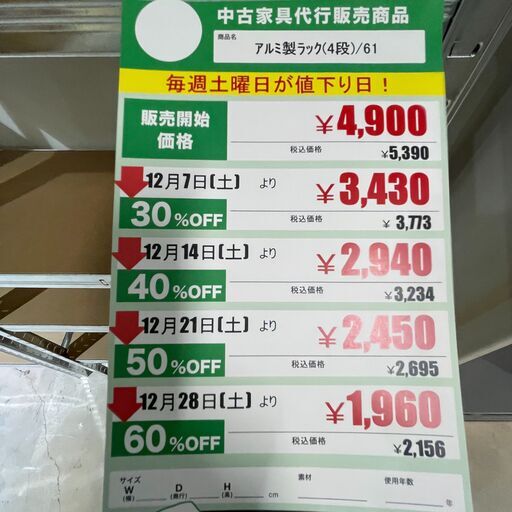 中古家具代行販売商品
商品名
アルミ製ラック(4段)/61
毎週土曜日が値下り日！
販売開始
価格
¥4,900
税込価格 ¥5,390
12月7日(土) より
¥3,430
30%OFF
税込価格 ¥3,773
12月14日(土) より
¥2,940
40%OFF
税込価格 ¥3,234
12月21日(土) より
¥2,450
50%OFF
税込価格 ¥2,695
12月28日(土) より
¥1,960
60%OFF
税込価格 ¥2,156
サイズ 素材 使用年数
W D H
(横) (奥行) (高) cm 年